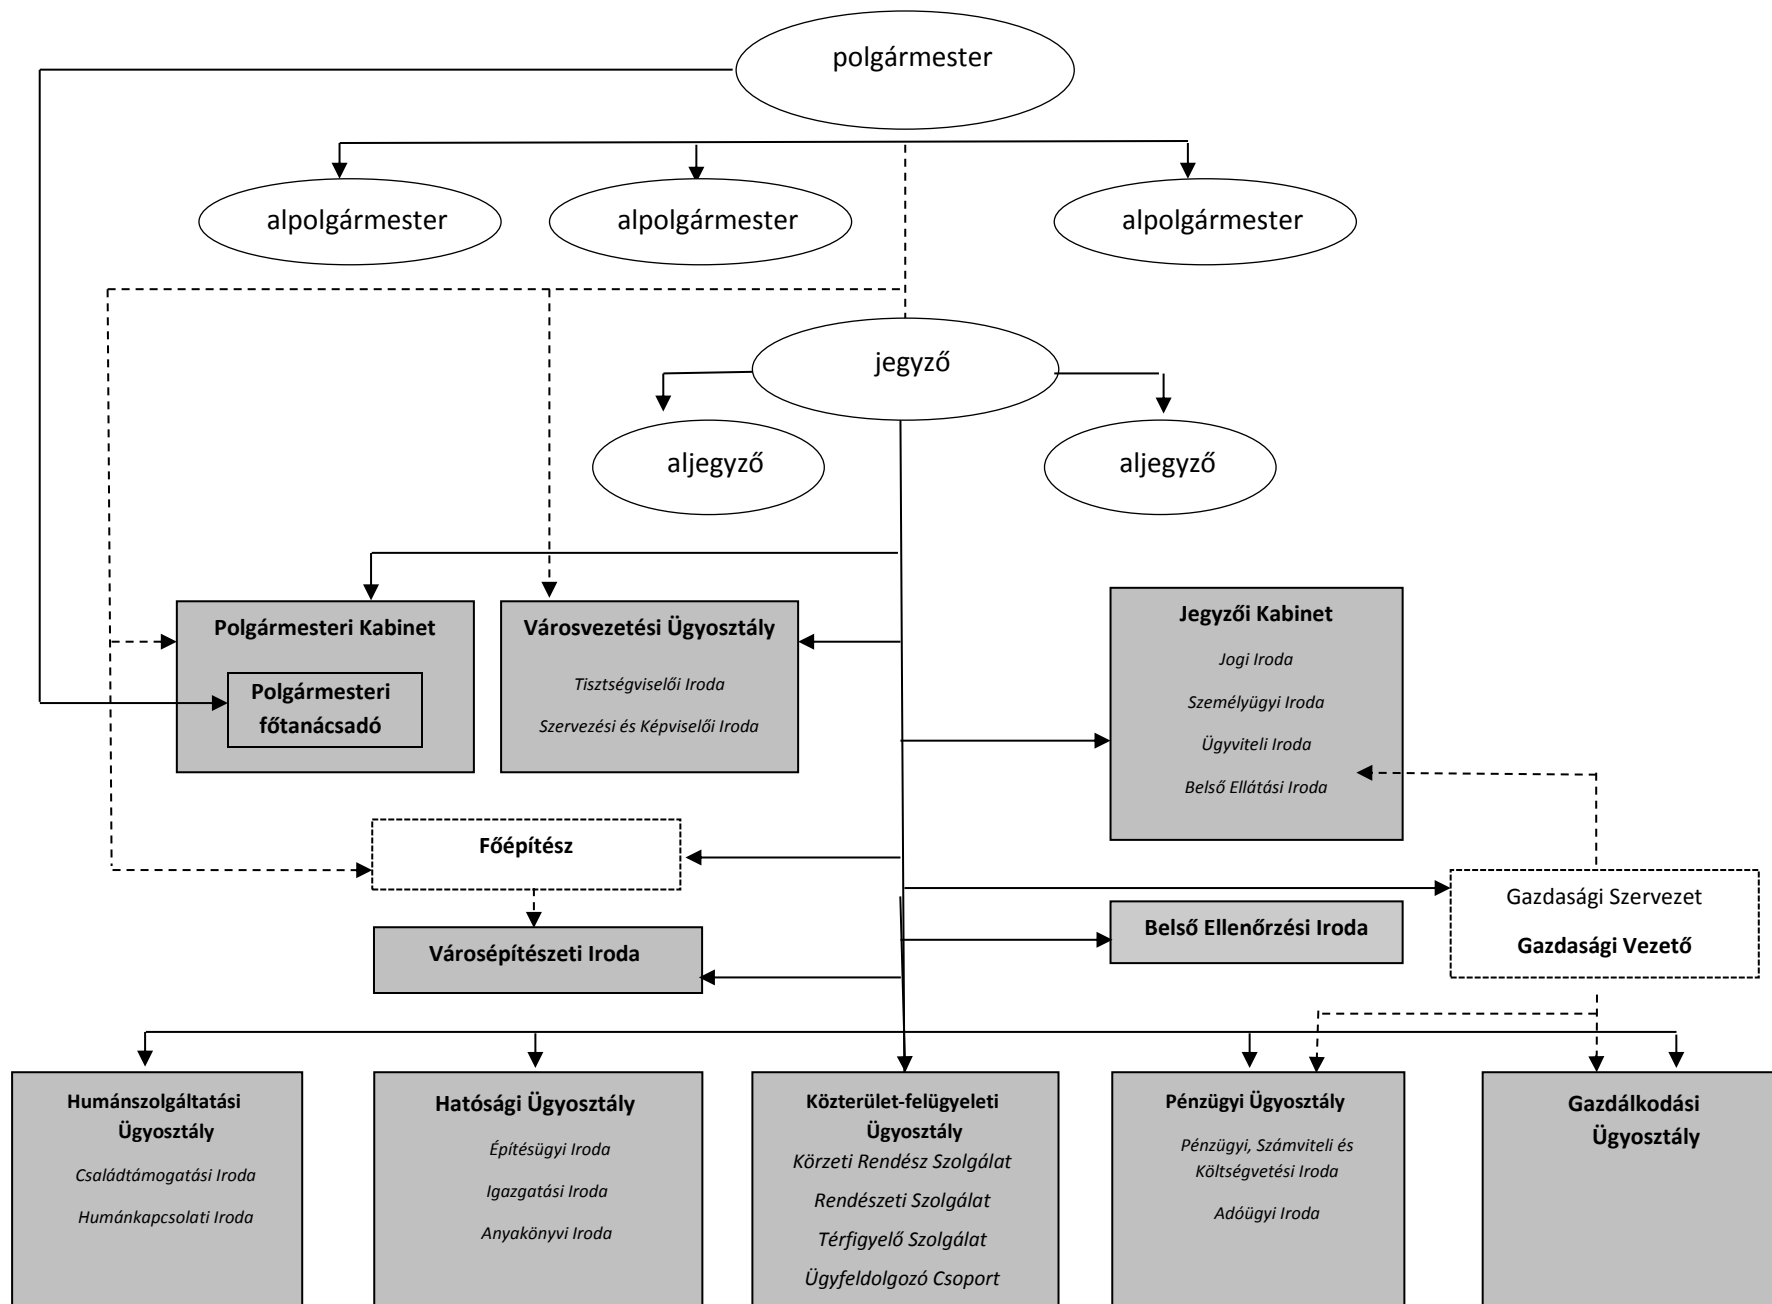 polgármester
alpolgármester
alpolgármester
alpolgármester
jegyző
aljegyző
aljegyző
Polgármesteri Kabinet
Polgármesteri
főtanácsadó
Városvezetési Ügyosztály
Tisztségviselői Iroda
Szervezési és Képviselői Iroda
Jegyzői Kabinet
Jogi Iroda
Személyügyi Iroda
Ügyviteli Iroda
Belső Ellátási Iroda
Főépítész
Városépítészeti Iroda
Belső Ellenőrzési Iroda
Gazdasági Szervezet
Gazdasági Vezető
Humánszolgáltatási
Ügyosztály
Családtámogatási Iroda
Humánkapcsolati Iroda
Hatósági Ügyosztály
Építésügyi Iroda
Igazgatási Iroda
Anyakönyvi Iroda
Közterület-felügyeleti
Ügyosztály
Körzeti Rendész Szolgálat
Rendészeti Szolgálat
Térfigyelő Szolgálat
Ügyfeldolgozó Csoport
Pénzügyi Ügyosztály
Pénzügyi, Számviteli és
Költségvetési Iroda
Adóügyi Iroda
Gazdálkodási
Ügyosztály